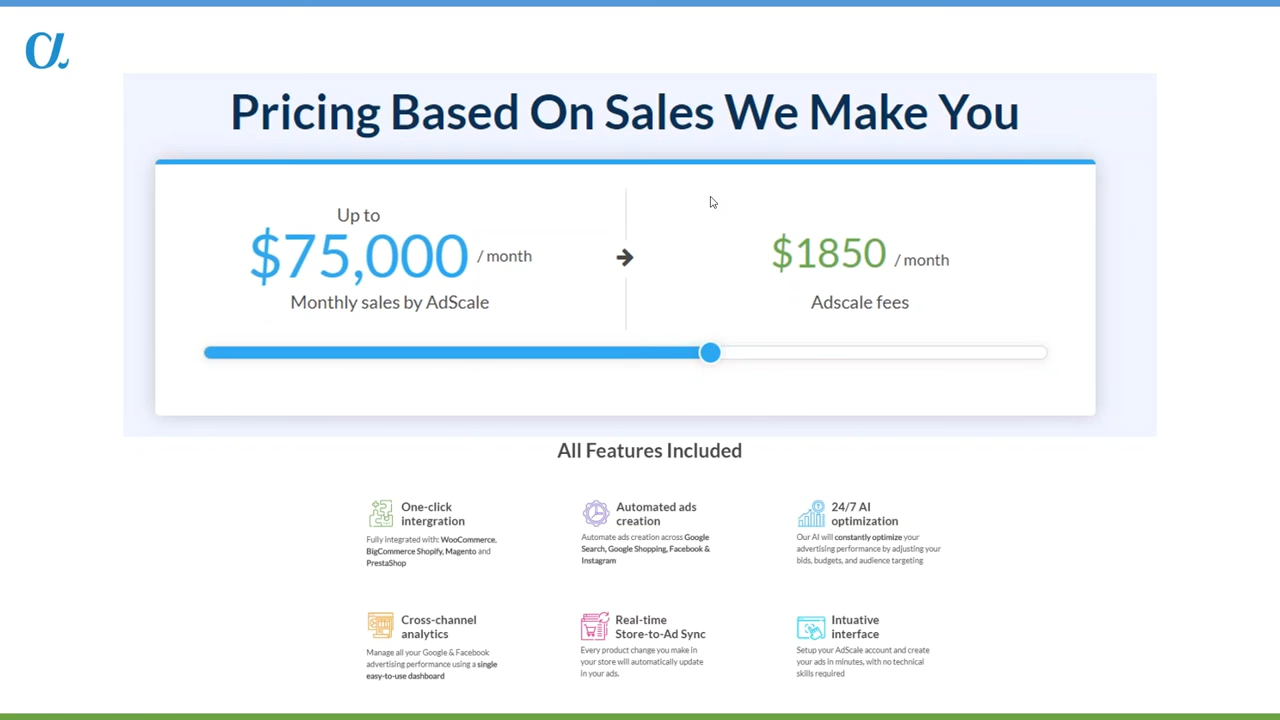 α
Pricing Based On Sales We Make You
Up to
$75,000 / month
Monthly sales by AdScale
$1850 / month
Adscale fees
All Features Included
One-click
intergration
Fully integrated with: WooCommerce.
BigCommerce Shopify, Magento and
PrestaShop
Automated ads
creation
Automate ads creation across Google
Search, Google Shopping, Facebook &
Instagram
24/7 AI
optimization
Our AI will constantly optimize your
advertising performance by adjusting your
bids, budgets, and audience targeting
Cross-channel
analytics
Manage all your Google & Facebook
advertising performance using a single
easy-to-use dashboard
Real-time
Store-to-Ad Sync
Every product change you make in
your store will automatically update
in your ads.
Intuative
interface
Setup your AdScale account and create
your ads in minutes, with no technical
skills required